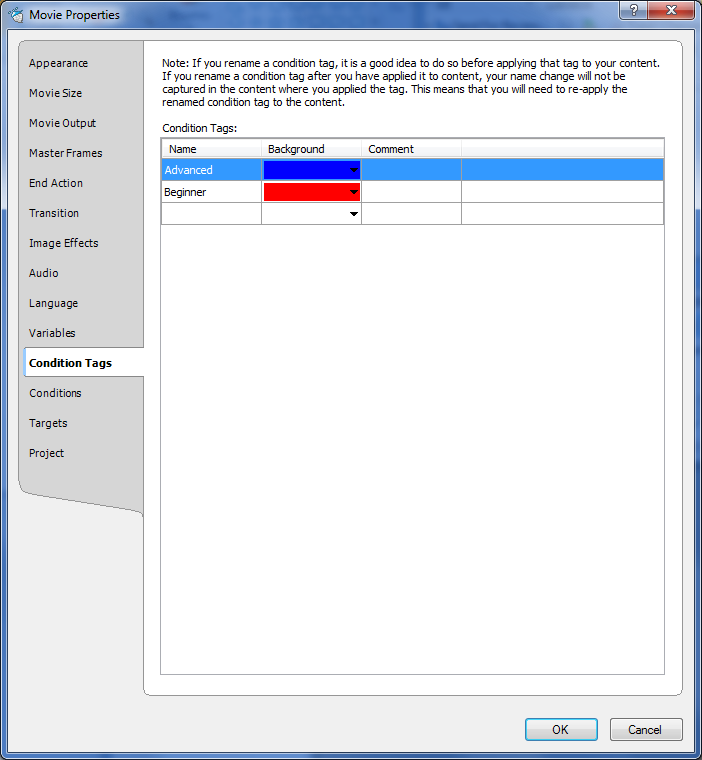 Movie Properties
?
Appearance
Movie Size
Movie Output
Master Frames
End Action
Transition
Image Effects
Audio
Language
Variables
Condition Tags
Conditions
Targets
Project
Note: If you rename a condition tag, it is a good idea to do so before applying that tag to your content.
If you rename a condition tag after you have applied it to content, your name change will not be
captured in the content where you applied the tag. This means that you will need to re-apply the
renamed condition tag to the content.
Condition Tags:
Name Background Comment
Advanced
Beginner
OK Cancel